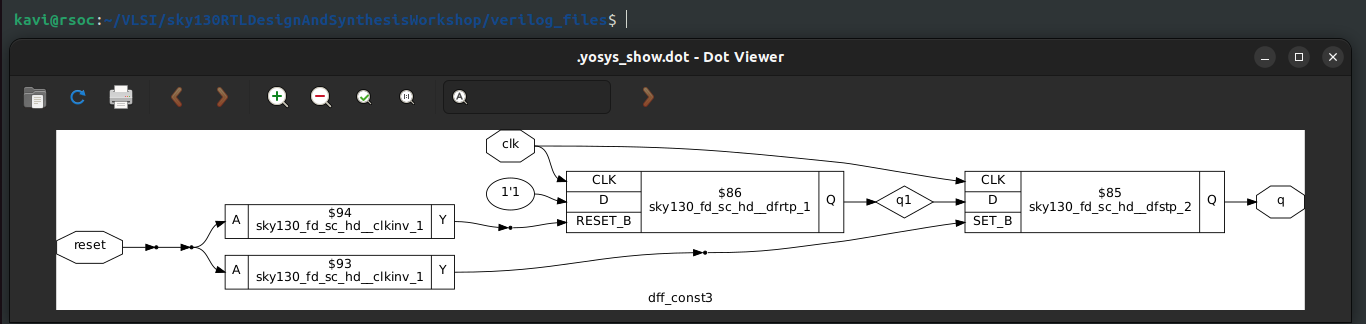 kavi@rsoc:~/VLSI/sky130RTLDesignAndSynthesisWorkshop/verilog_files$
.yosys_show.dot - Dot Viewer
clk
1'1
CLK
D
RESET_B
$86
sky130_fd_sc_hd__dfrtp_1
Q
q1
CLK
D
SET_B
$85
sky130_fd_sc_hd__dfstp_2
Q
q
reset
A
$94
sky130_fd_sc_hd__clkinv_1
Y
A
$93
sky130_fd_sc_hd__clkinv_1
Y
dff_const3